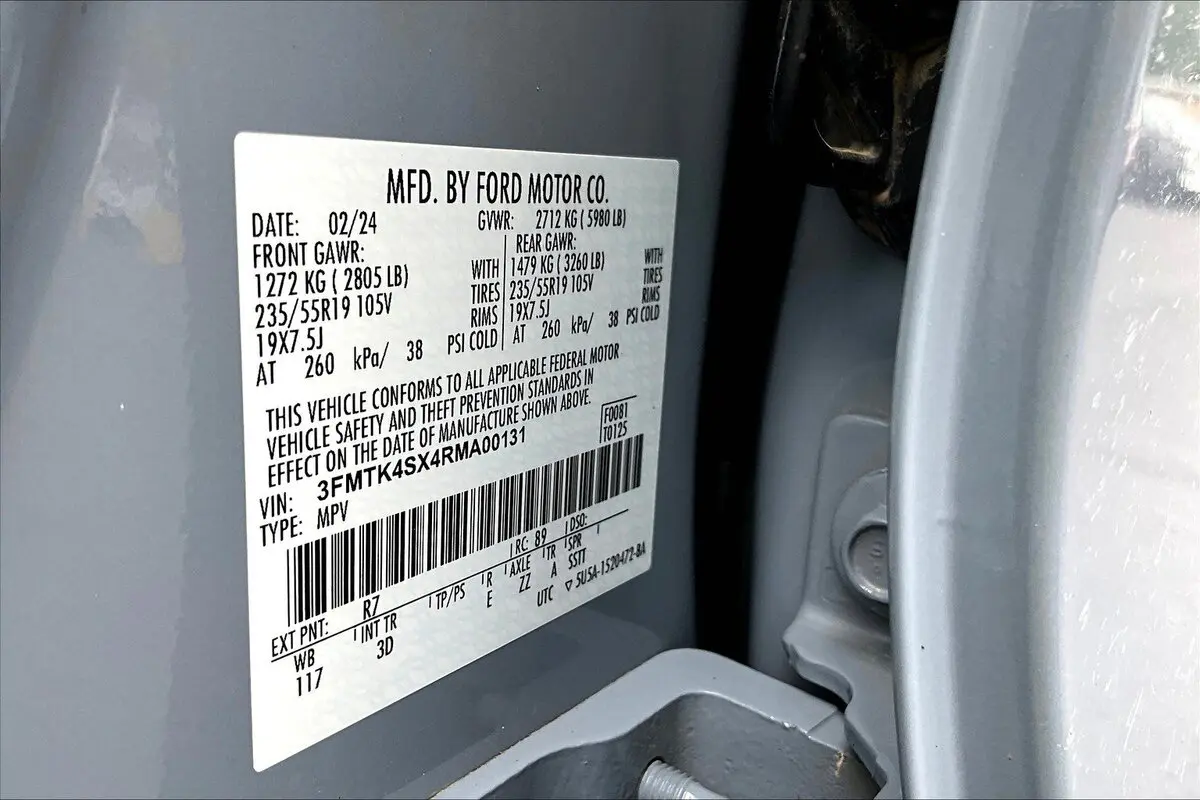 MFD. BY FORD MOTOR CO.
DATE: 02/24 GVWR: 2712 KG ( 5980 LB)
FRONT GAWR: REAR GAWR:
1272 KG ( 2805 LB) WITH 1479 KG ( 3260 LB) WITH
235/55R19 105V TIRES 235/55R19 105V TIRES
19X7.5J RIMS 19X7.5J RIMS
AT 260 kPa/ 38 PSI COLD AT 260 kPa/ 38 PSI COLD
THIS VEHICLE CONFORMS TO ALL APPLICABLE FEDERAL MOTOR
VEHICLE SAFETY AND THEFT PREVENTION STANDARDS IN
EFFECT ON THE DATE OF MANUFACTURE SHOWN ABOVE.
VIN: 3FMTK4SX4RMA00131
F0081
TYPE: MPV
T0125
EXT PNT: R7 RC: 89 DSO:
WB INT TR TP/PS R AXLE TR SPR
117 3D E ZZ A SSTT
UTC ▽ 5U5A-1520472-BA